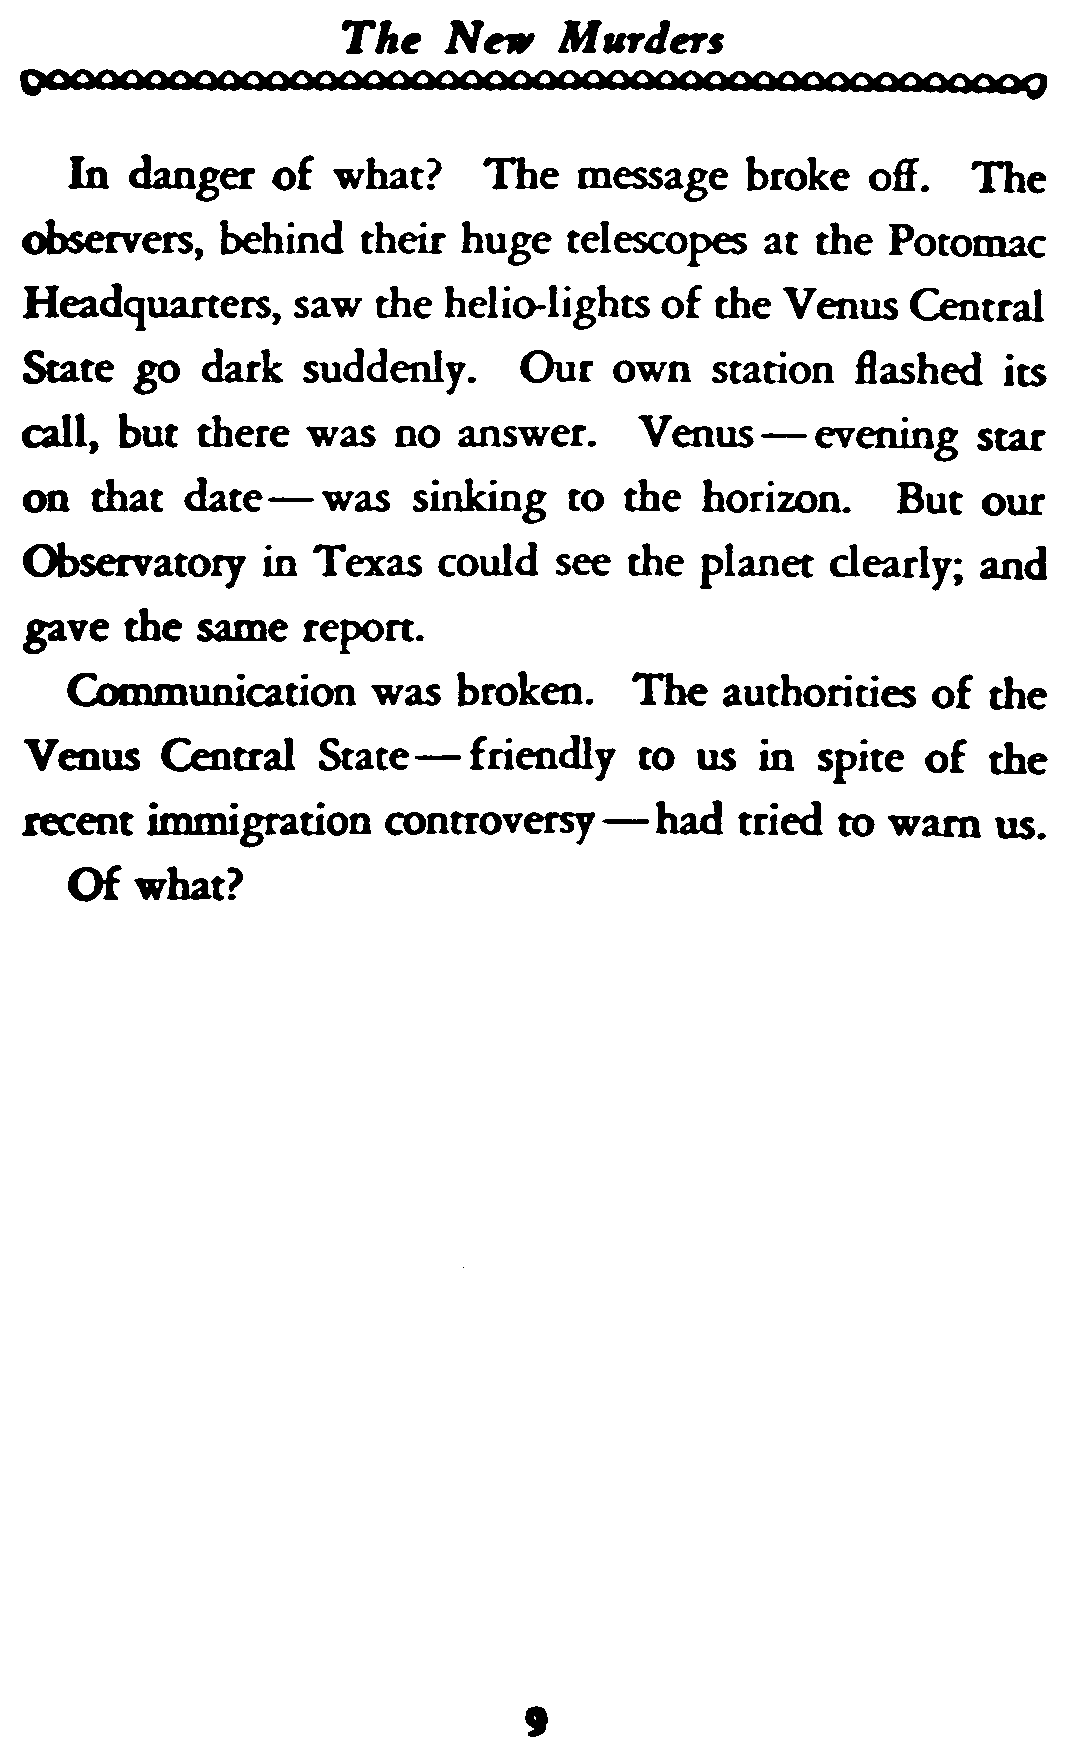 The New Murders
In danger of what? The message broke off. The
observers, behind their huge telescopes at the Potomac
Headquarters, saw the helio-lights of the Venus Central
State go dark suddenly. Our own station flashed its
call, but there was no answer. Venus—evening star
on that date—was sinking to the horizon. But our
Observatory in Texas could see the planet clearly; and
gave the same report.
Communication was broken. The authorities of the
Venus Central State—friendly to us in spite of the
recent immigration controversy—had tried to warn us.
Of what?
9